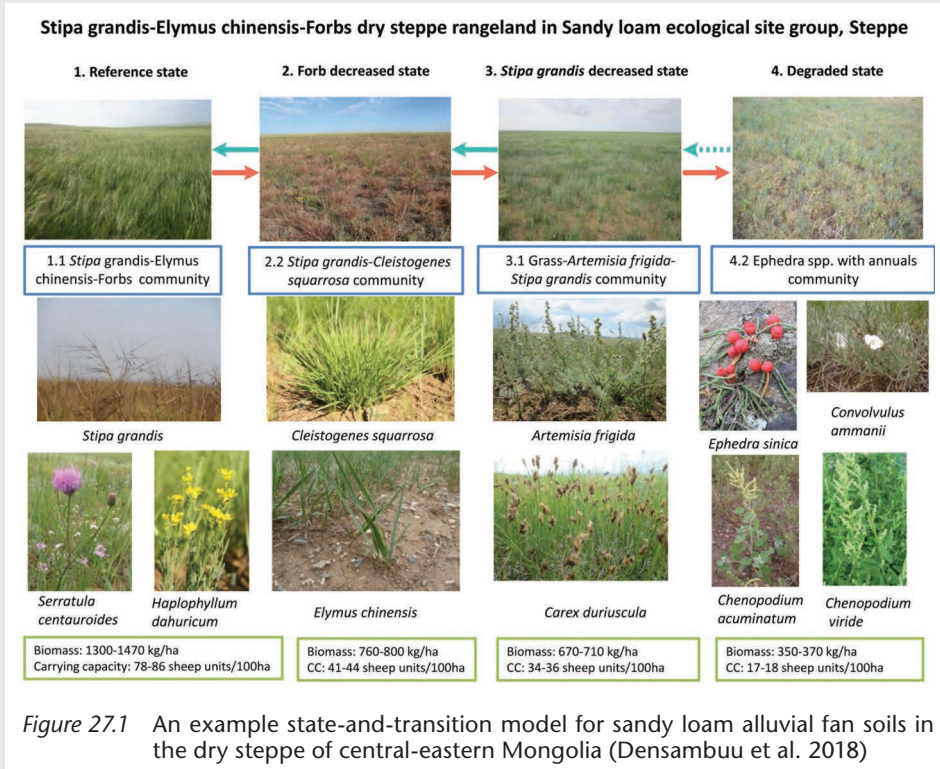 Stipa grandis-Elymus chinensis-Forbs dry steppe rangeland in Sandy loam ecological site group, Steppe
1. Reference state
2. Forb decreased state
3. Stipa grandis decreased state
4. Degraded state
1.1 Stipa grandis-Elymus
chinensis-Forbs community
2.2 Stipa grandis-Cleistogenes
squarrosa community
3.1 Grass-Artemisia frigida-
Stipa grandis community
4.2 Ephedra spp. with annuals
community
Stipa grandis
Cleistogenes squarrosa
Artemisia frigida
Ephedra sinica
Convolvulus
ammanii
Serratula
centauroides
Haplophyllum
dahuricum
Elymus chinensis
Carex duriuscula
Chenopodium
acuminatum
Chenopodium
viride
Biomass: 1300-1470 kg/ha
Carrying capacity: 78-86 sheep units/100ha
Biomass: 760-800 kg/ha
CC: 41-44 sheep units/100ha
Biomass: 670-710 kg/ha
CC: 34-36 sheep units/100ha
Biomass: 350-370 kg/ha
CC: 17-18 sheep units/100ha
Figure 27.1 An example state-and-transition model for sandy loam alluvial fan soils in
the dry steppe of central-eastern Mongolia (Densambuu et al. 2018)